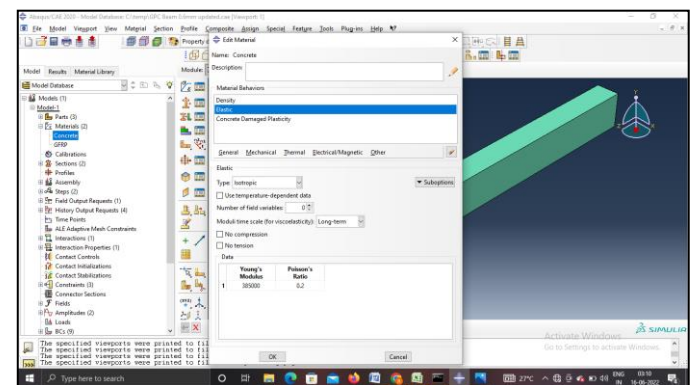 Abaqus/CAE 2020 - Model Database: C:\temp\GPC Beam Edimer updated.cae [Viewport: 1]
File Model Viewport View Material Section Profile Composite Assign Special Feature Tools Plug-ins Help
Property
Edit Material
Name: Concrete
Description:
Model Results Material Library Module:
Model Database
Models (1)
Model-1
Parts (3)
Materials (2)
Concrete
GFRP
Calibrations
Sections (2)
Profiles
Assembly
Steps (2)
Field Output Requests (1)
History Output Requests (4)
Time Points
ALE Adaptive Mesh Constraints
Interactions (1)
Interaction Properties (1)
Contact Controls
Contact Initializations
Contact Stabilizations
Constraints (3)
Connector Sections
Fields
Amplitudes (2)
Loads
BCs (9)
Material Behaviors
Density
Elastic
Concrete Damaged Plasticity
General Mechanical Thermal Electrical/Magnetic Other
Elastic
Type: Isotropic
Suboptions
Use temperature-dependent data
Number of field variables: 0
Moduli time scale (for viscoelasticity): Long-term
No compression
No tension
Data
Young's Modulus
Poisson's Ratio
1 385000 0.2
OK Cancel
Y
SIMULIA
Activate Windows
Go to Settings to activate Windows.
The specified viewports were printed to fil
The specified viewports were printed to fil
The specified viewports were printed to fil
Type here to search
27°C
ENG
03:10
16-06-2022